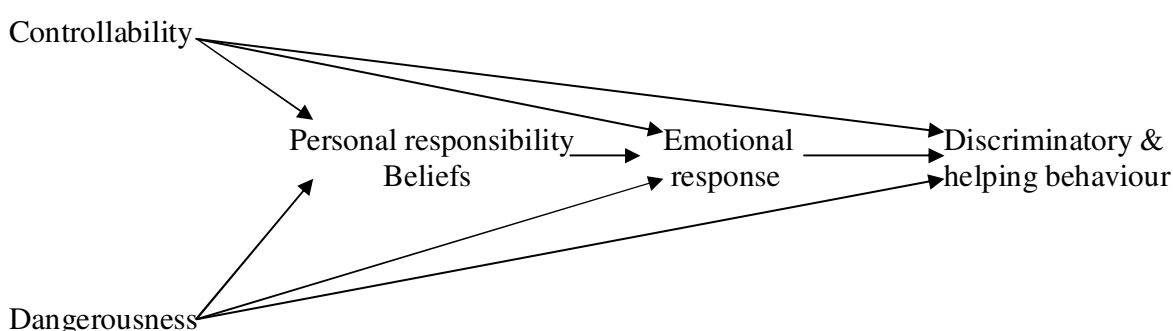 Controllability
Personal responsibility
Beliefs
Emotional
response
Discriminatory &
helping behaviour
Dangerousness